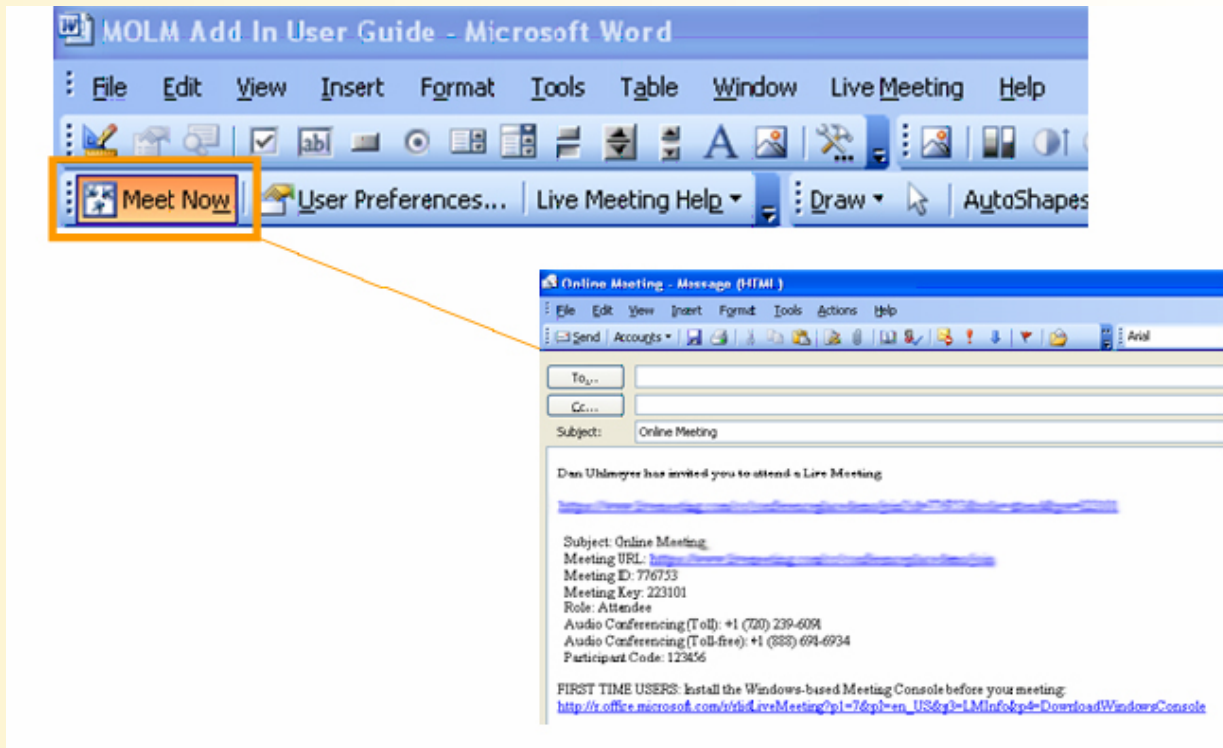 MOLM Add In User Guide - Microsoft Word
File Edit View Insert Format Tools Table Window Live Meeting Help
Meet Now User Preferences... Live Meeting Help Draw AutoShapes
Online Meeting - Message (HTML)
File Edit View Insert Format Tools Actions Help
Send Accounts Arial
To...
Cc...
Subject: Online Meeting
Dan Uhlmeyer has invited you to attend a Live Meeting
Subject: Online Meeting
Meeting URL:
Meeting ID: 776753
Meeting Key: 223101
Role: Attendee
Audio Conferencing (Toll): +1 (720) 239-6091
Audio Conferencing (Toll-free): +1 (888) 691-6934
Participant Code: 123456
FIRST TIME USERS: Install the Windows-based Meeting Console before your meeting:
http://r.office.microsoft.com/r/rlidLiveMeeting?p1=7&p2=en_US&p3=LMInfo&p4=DownloadWindowsConsole